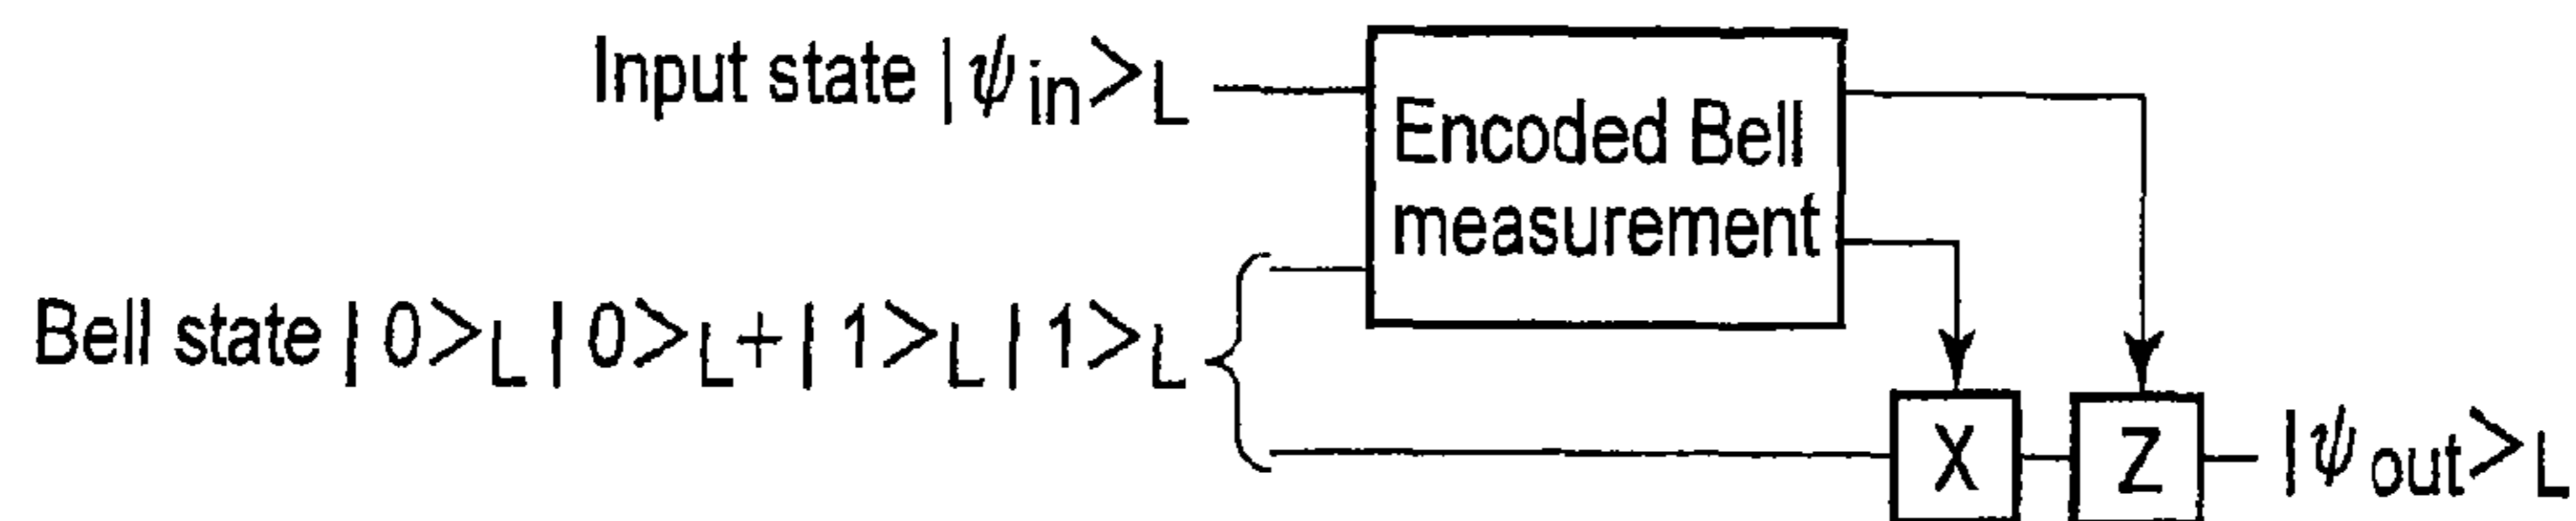 Input state |ψin>L
Encoded Bell
measurement
Bell state |0>L|0>L+|1>L|1>L
X
Z
|ψout>L